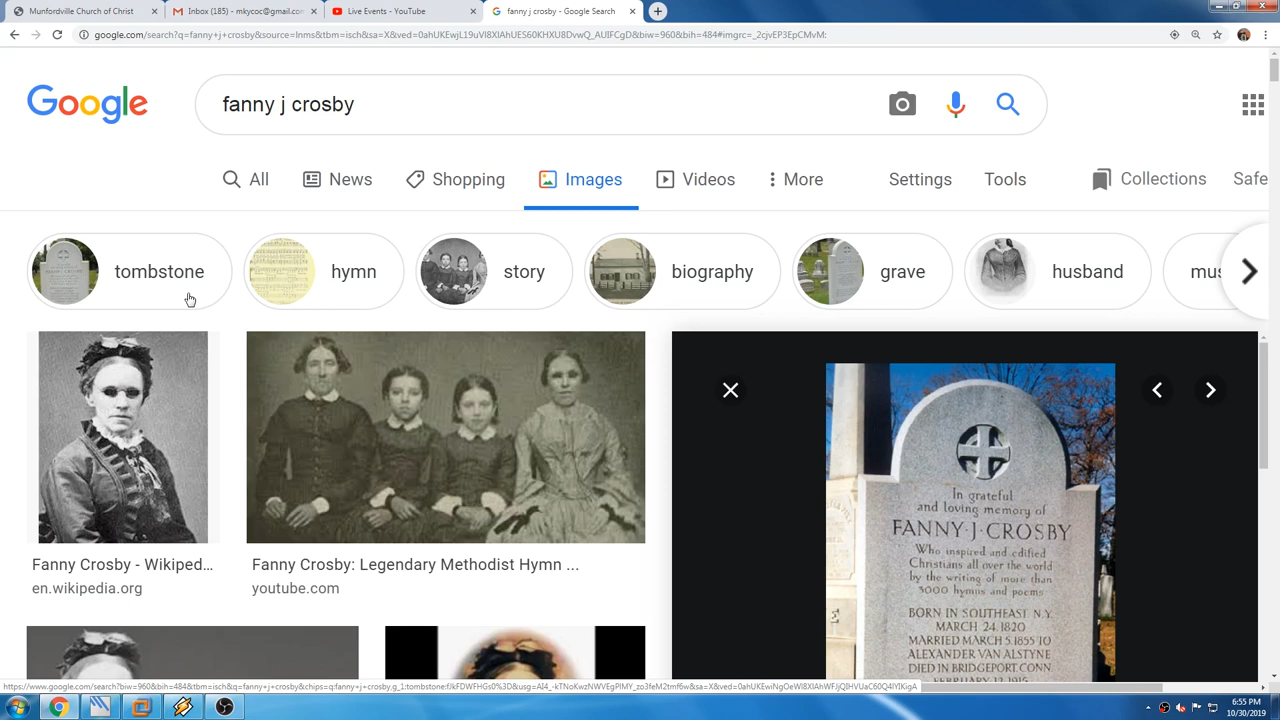 Munfordville Church of Christ
Inbox (185) - mkycoc@gmail.con
Live Events - YouTube
fanny j crosby - Google Search
google.com/search?q=fanny+j+crosby&source=lnms&tbm=isch&sa=X&ved=0ahUKEwjL19uVl8XlAhUES60KHXU8DvwQ_AUIFCgD&biw=960&bih=484#imgrc=_2cjvEP3EpCMvM:
Google
fanny j crosby
All
News
Shopping
Images
Videos
More
Settings
Tools
Collections
Safe
tombstone
hymn
story
biography
grave
husband
mus
In grateful
and loving memory of
FANNY·J·CROSBY
Who inspired and edified
Christians all over the world
by the writing of more than
3000 hymns and poems
BORN IN SOUTHEAST N.Y.
MARCH 24,1820
MARRIED MARCH 5,1855 TO
ALEXANDER VAN ALSTYNE
DIED IN BRIDGEPORT, CONN.
FEBRUARY 12,1915
Fanny Crosby - Wikiped...
en.wikipedia.org
Fanny Crosby: Legendary Methodist Hymn ...
youtube.com
6:55 PM
10/30/2019